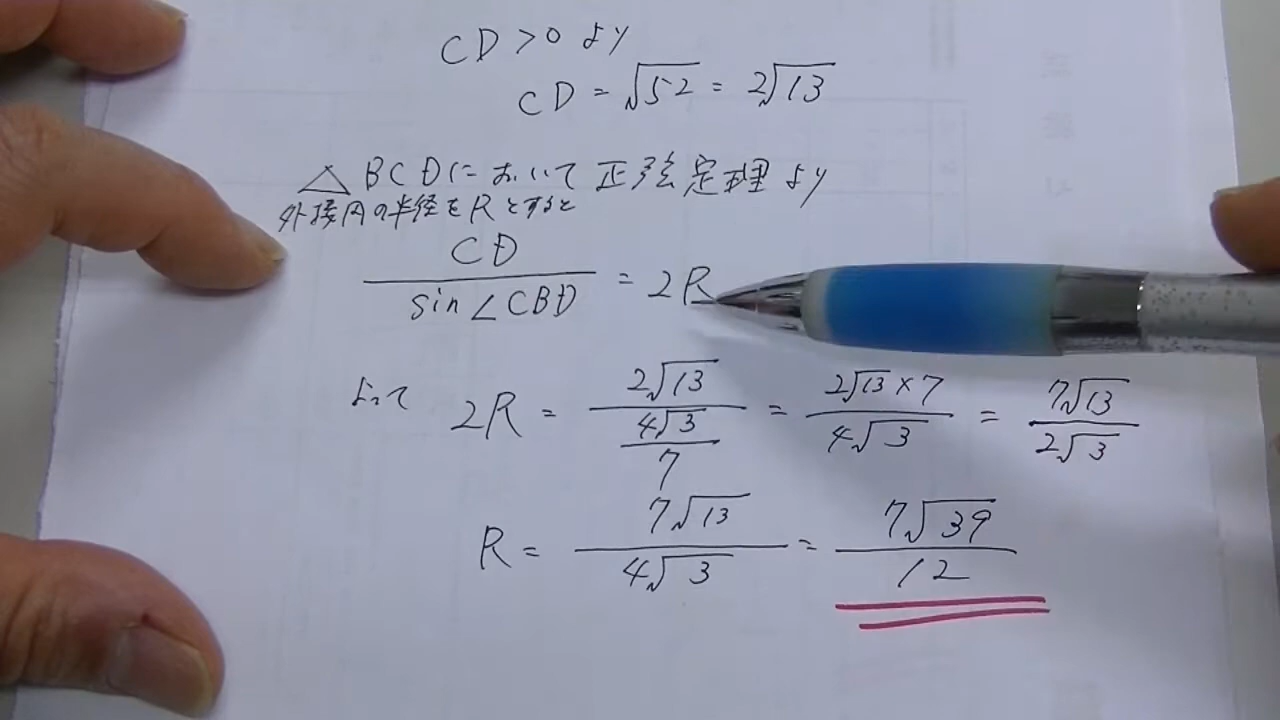 CD>0 より
CD = √52 = 2√13
△BCDにおいて 正弦定理より
外接円の半径をRとすると
CD / sin∠CBD = 2R
よって 2R = 2√13 / (4√3 / 7) = 2√13×7 / 4√3 = 7√13 / 2√3
R = 7√13 / 4√3 = 7√39 / 12